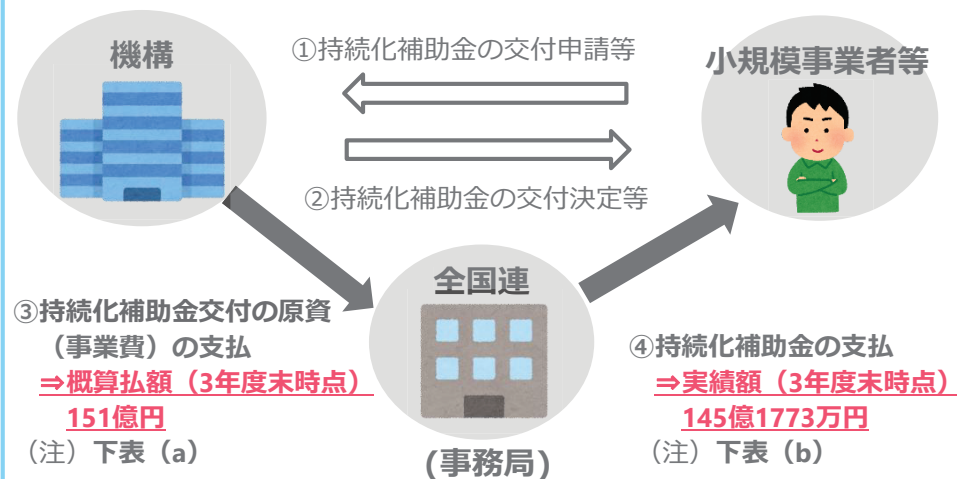 機構
①持続化補助金の交付申請等
小規模事業者等
②持続化補助金の交付決定等
全国連
③持続化補助金交付の原資
（事業費）の支払
⇒概算払額（3年度末時点）
151億円
（注）下表（a）
④持続化補助金の支払
⇒実績額（3年度末時点）
145億1773万円
（注）下表（b）
(事務局)